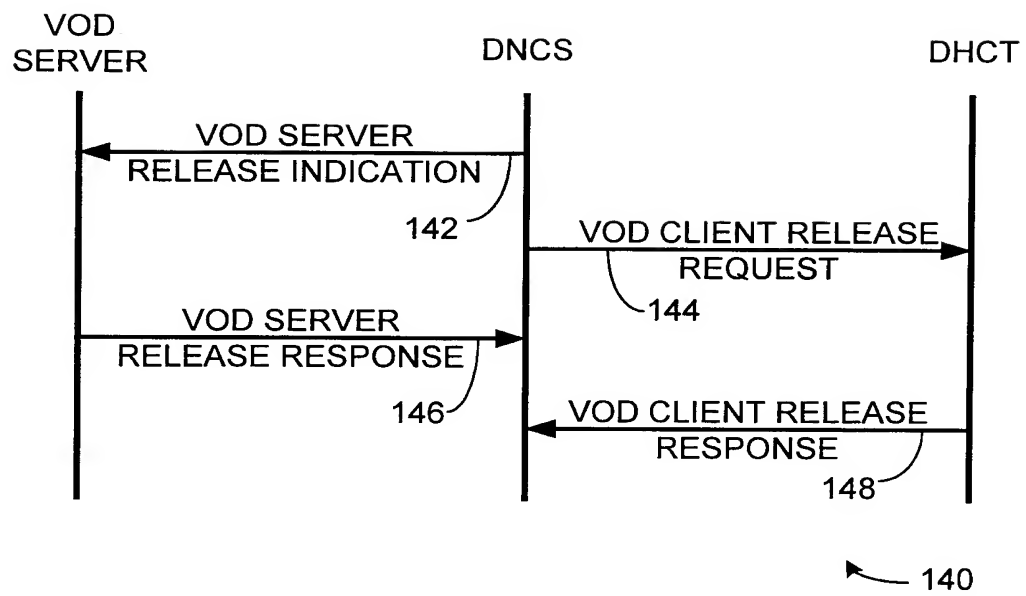 VOD
SERVER
DNCS
DHCT
VOD SERVER
RELEASE INDICATION
142
VOD CLIENT RELEASE
REQUEST
144
VOD SERVER
RELEASE RESPONSE
146
VOD CLIENT RELEASE
RESPONSE
148
140